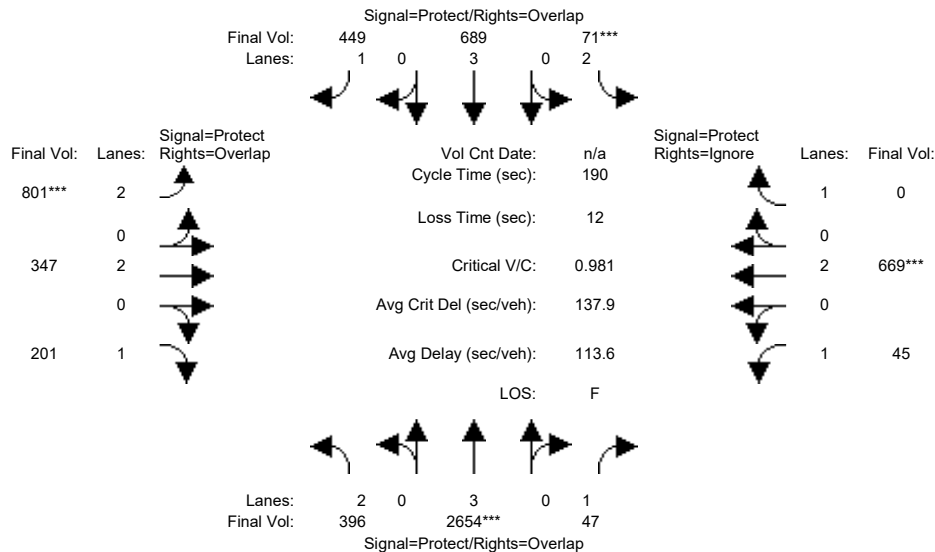 Signal=Protect/Rights=Overlap
Final Vol: 449 689 71***
Lanes: 1 0 3 0 2
Signal=Protect Signal=Protect
Final Vol: Lanes: Rights=Overlap Vol Cnt Date: n/a Rights=Ignore Lanes: Final Vol:
Cycle Time (sec): 190
801*** 2 1 0
Loss Time (sec): 12
0 0
347 2 Critical V/C: 0.981 2 669***
0 Avg Crit Del (sec/veh): 137.9 0
201 1 Avg Delay (sec/veh): 113.6 1 45
LOS: F
Lanes: 2 0 3 0 1
Final Vol: 396 2654*** 47
Signal=Protect/Rights=Overlap